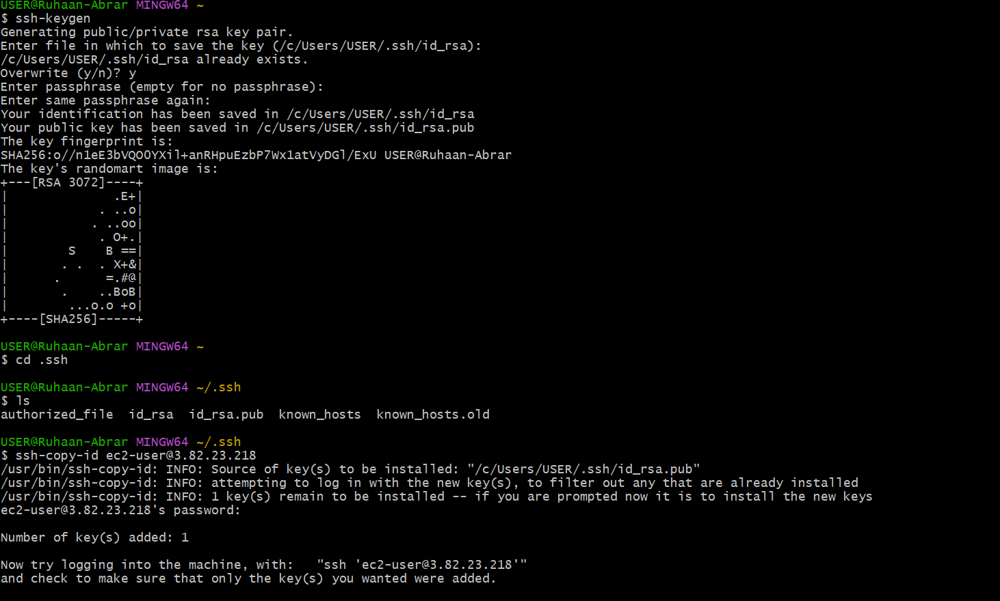 USER@Ruhaan-Abrar MINGW64 ~
$ ssh-keygen
Generating public/private rsa key pair.
Enter file in which to save the key (/c/Users/USER/.ssh/id_rsa):
/c/Users/USER/.ssh/id_rsa already exists.
Overwrite (y/n)? y
Enter passphrase (empty for no passphrase):
Enter same passphrase again:
Your identification has been saved in /c/Users/USER/.ssh/id_rsa
Your public key has been saved in /c/Users/USER/.ssh/id_rsa.pub
The key fingerprint is:
SHA256:o//n1eE3bVQO0YXil+anRHpuEzbP7Wx1atVyDGl/ExU USER@Ruhaan-Abrar
The key's randomart image is:
+---[RSA 3072]----+
|              .E+|
|            . ..o|
|           . ..oo|
|            . O+.|
|        S    B ==|
|       . .  . X+&|
|      .      =.#@|
|       .    ..BoB|
|        ...o.o +o|
+----[SHA256]-----+
USER@Ruhaan-Abrar MINGW64 ~
$ cd .ssh
USER@Ruhaan-Abrar MINGW64 ~/.ssh
$ ls
authorized_file  id_rsa  id_rsa.pub  known_hosts  known_hosts.old
USER@Ruhaan-Abrar MINGW64 ~/.ssh
$ ssh-copy-id ec2-user@3.82.23.218
/usr/bin/ssh-copy-id: INFO: Source of key(s) to be installed: "/c/Users/USER/.ssh/id_rsa.pub"
/usr/bin/ssh-copy-id: INFO: attempting to log in with the new key(s), to filter out any that are already installed
/usr/bin/ssh-copy-id: INFO: 1 key(s) remain to be installed -- if you are prompted now it is to install the new keys
ec2-user@3.82.23.218's password:
Number of key(s) added: 1
Now try logging into the machine, with:   "ssh 'ec2-user@3.82.23.218'"
and check to make sure that only the key(s) you wanted were added.